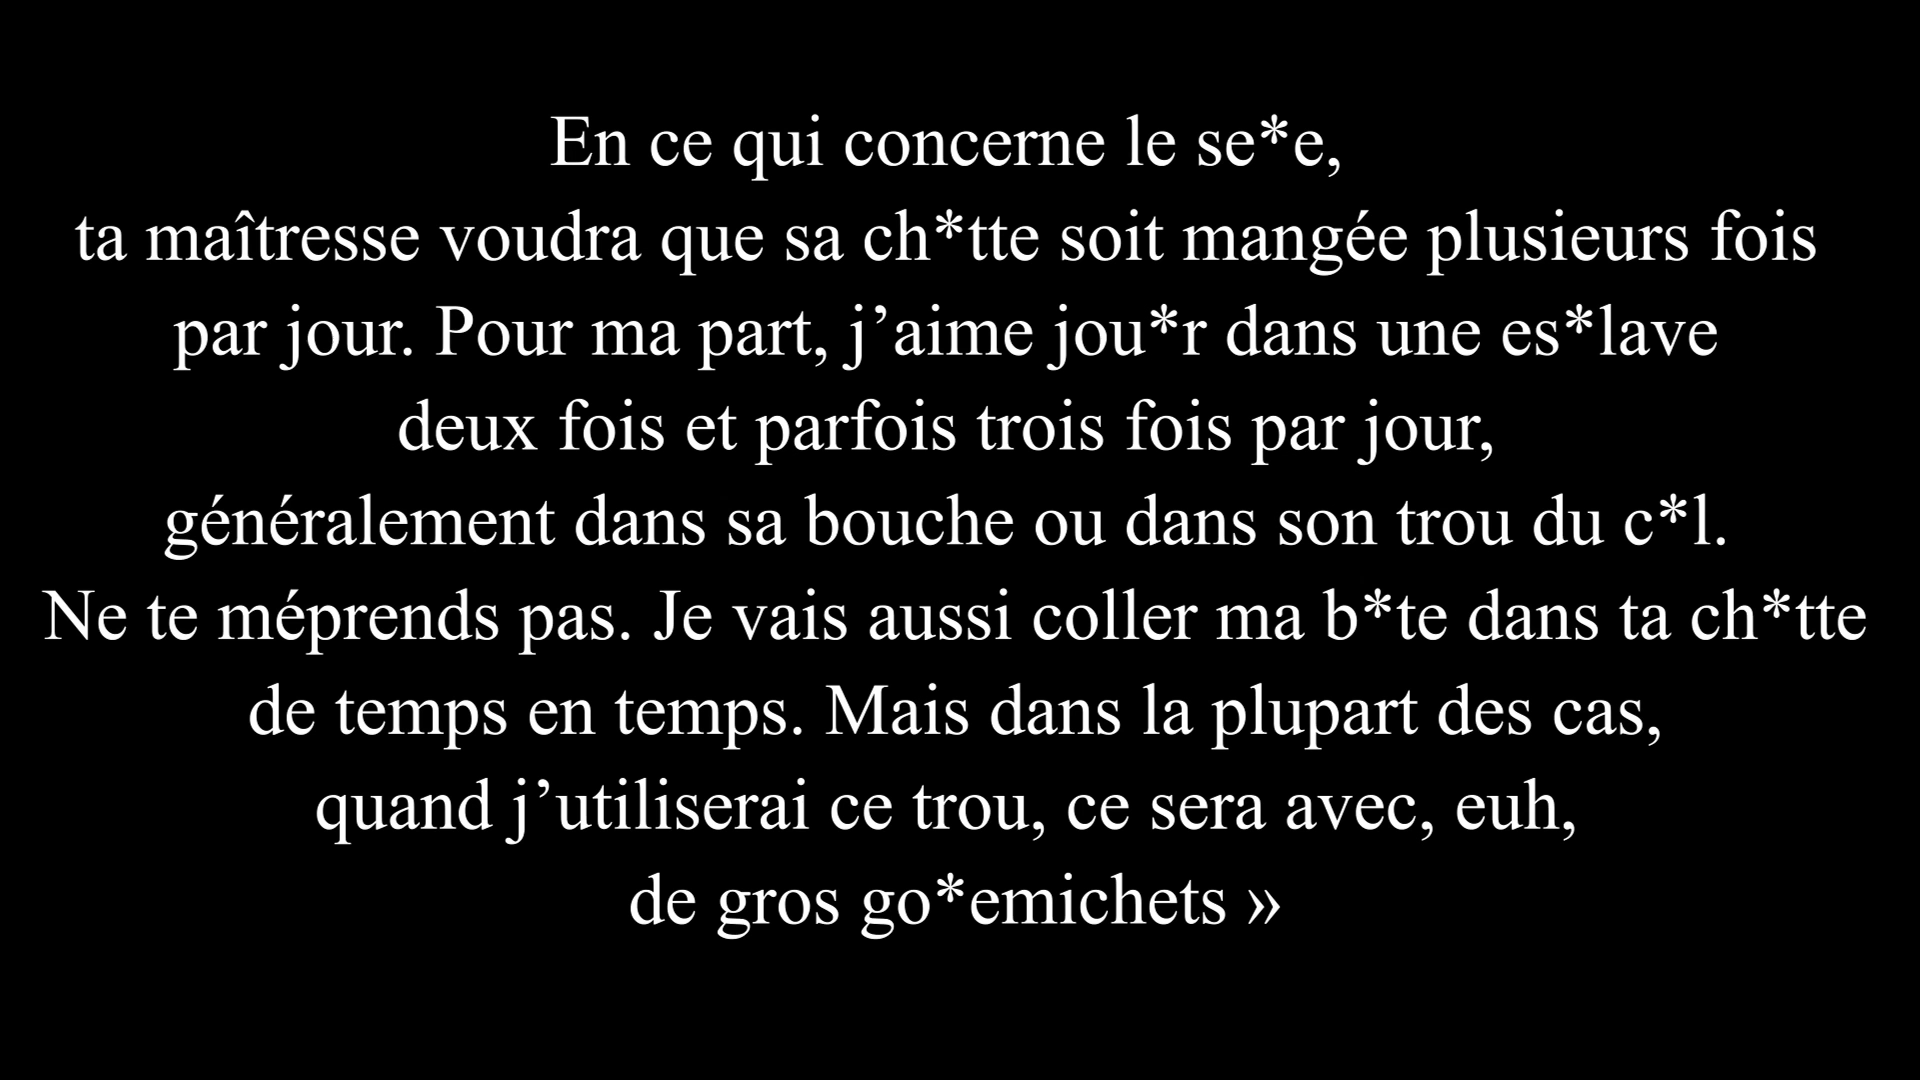 En ce qui concerne le se*e,
ta maîtresse voudra que sa ch*tte soit mangée plusieurs fois
par jour. Pour ma part, j’aime jou*r dans une es*lave
deux fois et parfois trois fois par jour,
généralement dans sa bouche ou dans son trou du c*l.
Ne te méprends pas. Je vais aussi coller ma b*te dans ta ch*tte
de temps en temps. Mais dans la plupart des cas,
quand j’utiliserai ce trou, ce sera avec, euh,
de gros go*emichets »